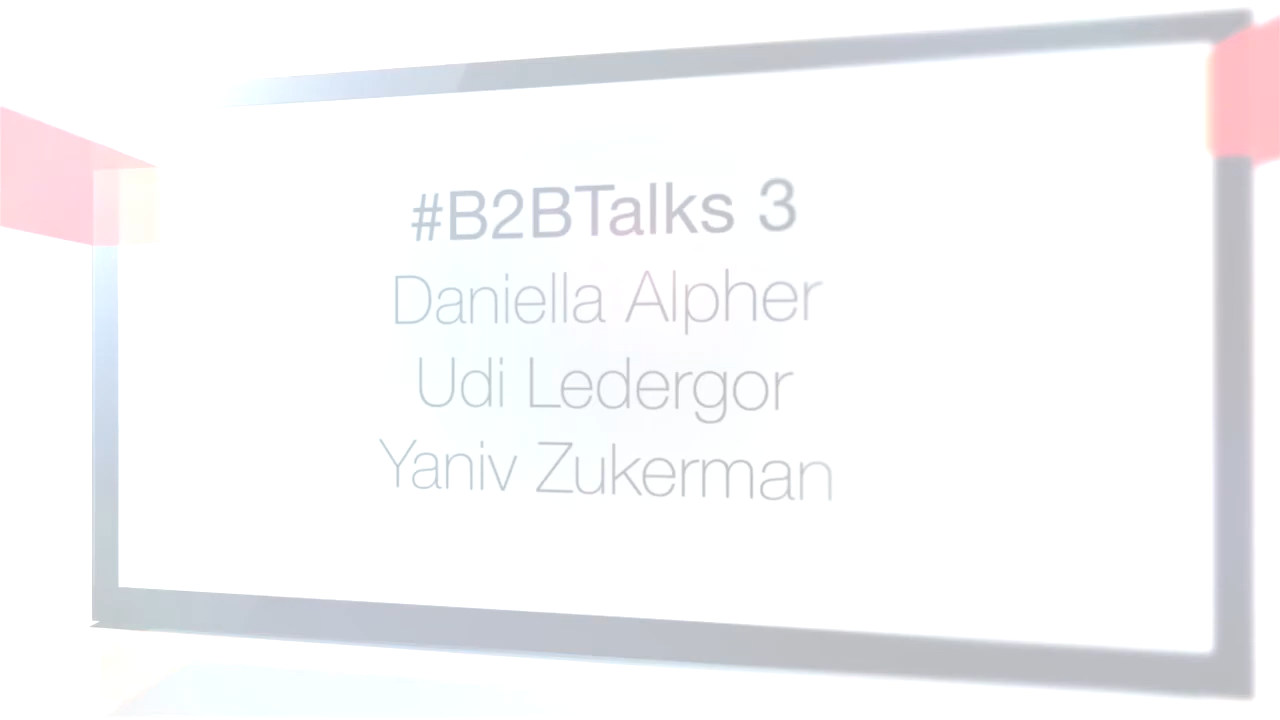 #B2BTalks 3
Daniella Alpher
Udi Ledergor
Yaniv Zukerman